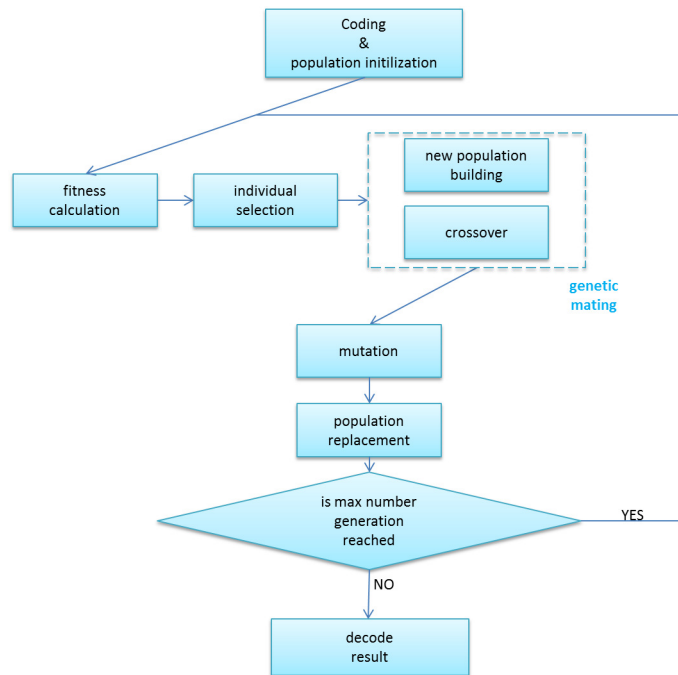 Coding
&
population initilization
fitness
calculation
individual
selection
new population
building
crossover
genetic
mating
mutation
population
replacement
is max number
generation
reached
YES
NO
decode
result